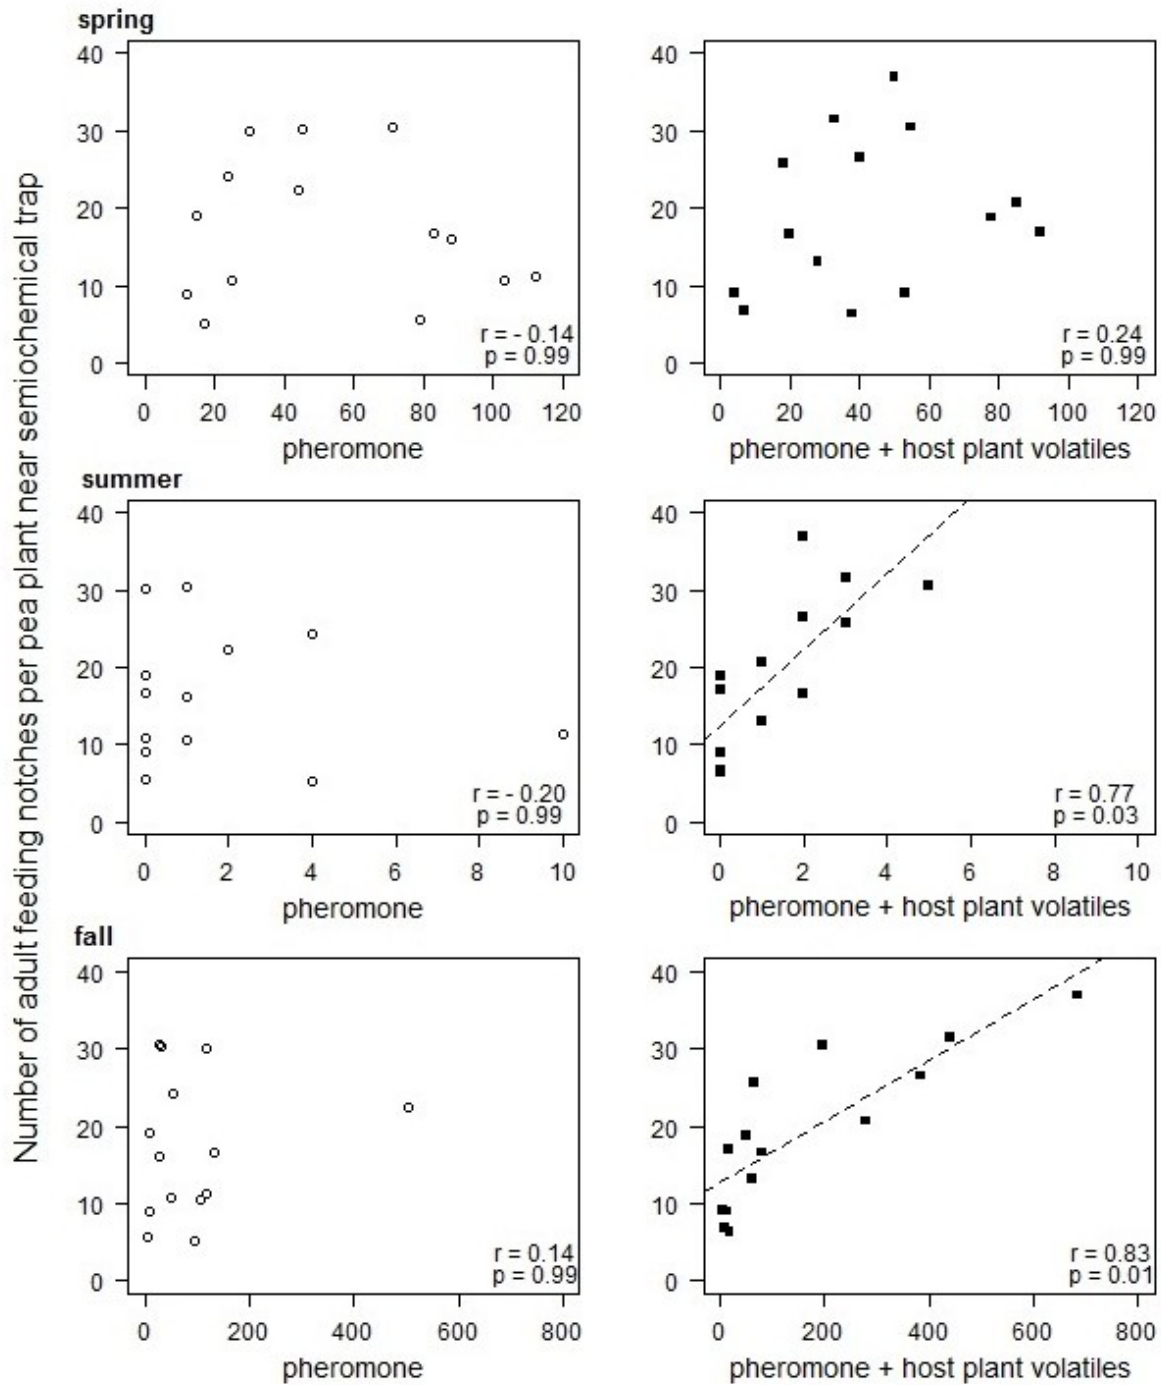 Number of adult feeding notches per pea plant near semiochemical trap
spring
40
30
20
10
0
r = - 0.14
p = 0.99
0 20 40 60 80 100 120
pheromone
40
30
20
10
0
r = 0.24
p = 0.99
0 20 40 60 80 100 120
pheromone + host plant volatiles
summer
40
30
20
10
0
r = - 0.20
p = 0.99
0 2 4 6 8 10
pheromone
40
30
20
10
0
r = 0.77
p = 0.03
0 2 4 6 8 10
pheromone + host plant volatiles
fall
40
30
20
10
0
r = 0.14
p = 0.99
0 200 400 600 800
pheromone
40
30
20
10
0
r = 0.83
p = 0.01
0 200 400 600 800
pheromone + host plant volatiles